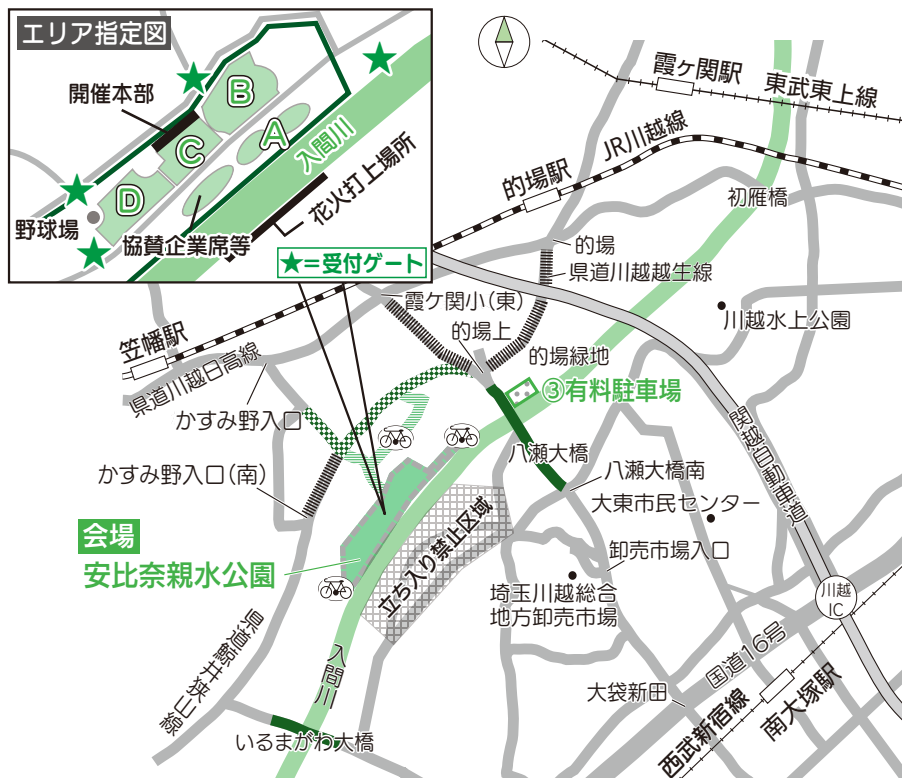 エリア指定図
開催本部
B
A
C
D
入間川
花火打上場所
野球場
協賛企業席等
★=受付ゲート
霞ヶ関駅
東武東上線
JR川越線
的場駅
初雁橋
的場
県道川越越生線
霞ケ関小(東)
的場上
川越水上公園
笠幡駅
県道川越日高線
的場緑地
③有料駐車場
かすみ野入口
関越自動車道
八瀬大橋
かすみ野入口(南)
八瀬大橋南
大東市民センター
会場
安比奈親水公園
立ち入り禁止区域
卸売市場入口
埼玉川越総合
地方卸売市場
川越
IC
国道16号
入間川
県道鯨井狭山線
大袋新田
西武新宿線
南大塚駅
いるまがわ大橋